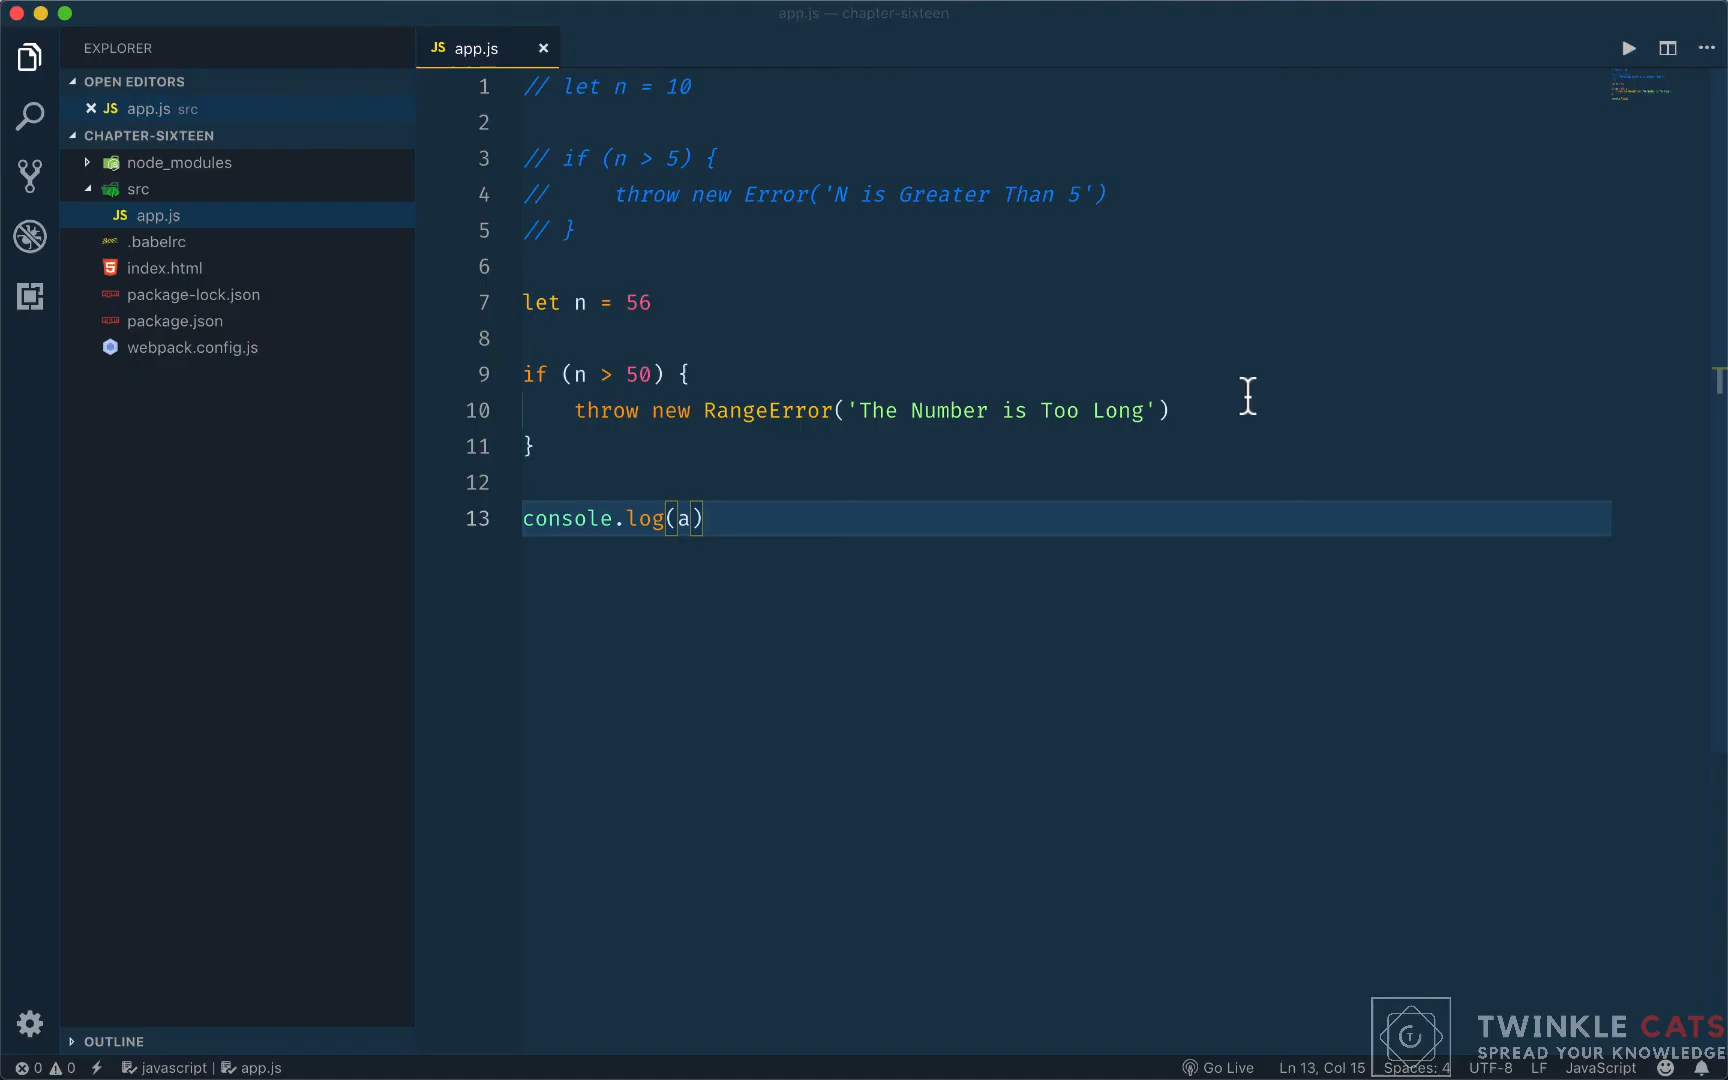 app.js — chapter-sixteen
EXPLORER
OPEN EDITORS
JS app.js src
CHAPTER-SIXTEEN
node_modules
src
JS app.js
.babelrc
index.html
package-lock.json
package.json
webpack.config.js
OUTLINE
JS app.js
1 // let n = 10
2
3 // if (n > 5) {
4 //     throw new Error('N is Greater Than 5')
5 // }
6
7 let n = 56
8
9 if (n > 50) {
10     throw new RangeError('The Number is Too Long')
11 }
12
13 console.log(a)
TWINKLE CATS
SPREAD YOUR KNOWLEDGE
0 0 javascript | app.js Go Live Ln 13, Col 15 Spaces: 4 UTF-8 LF JavaScript